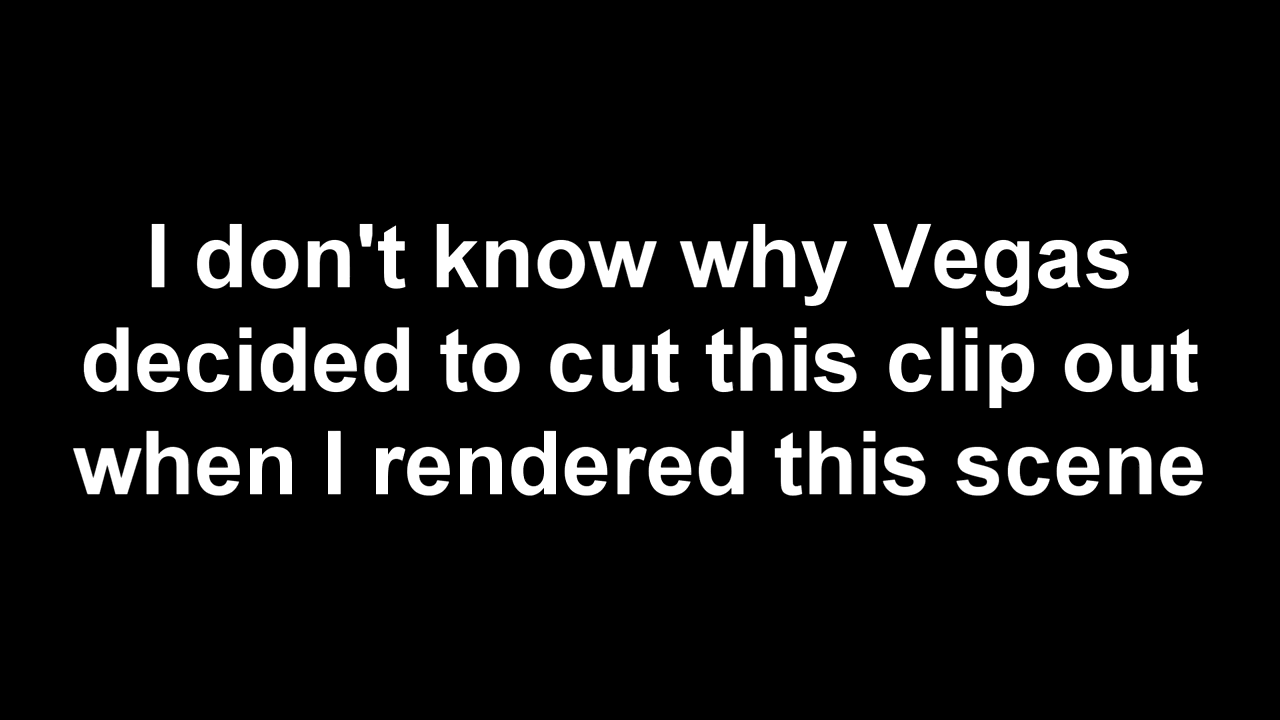 I don't know why Vegas
decided to cut this clip out
when I rendered this scene